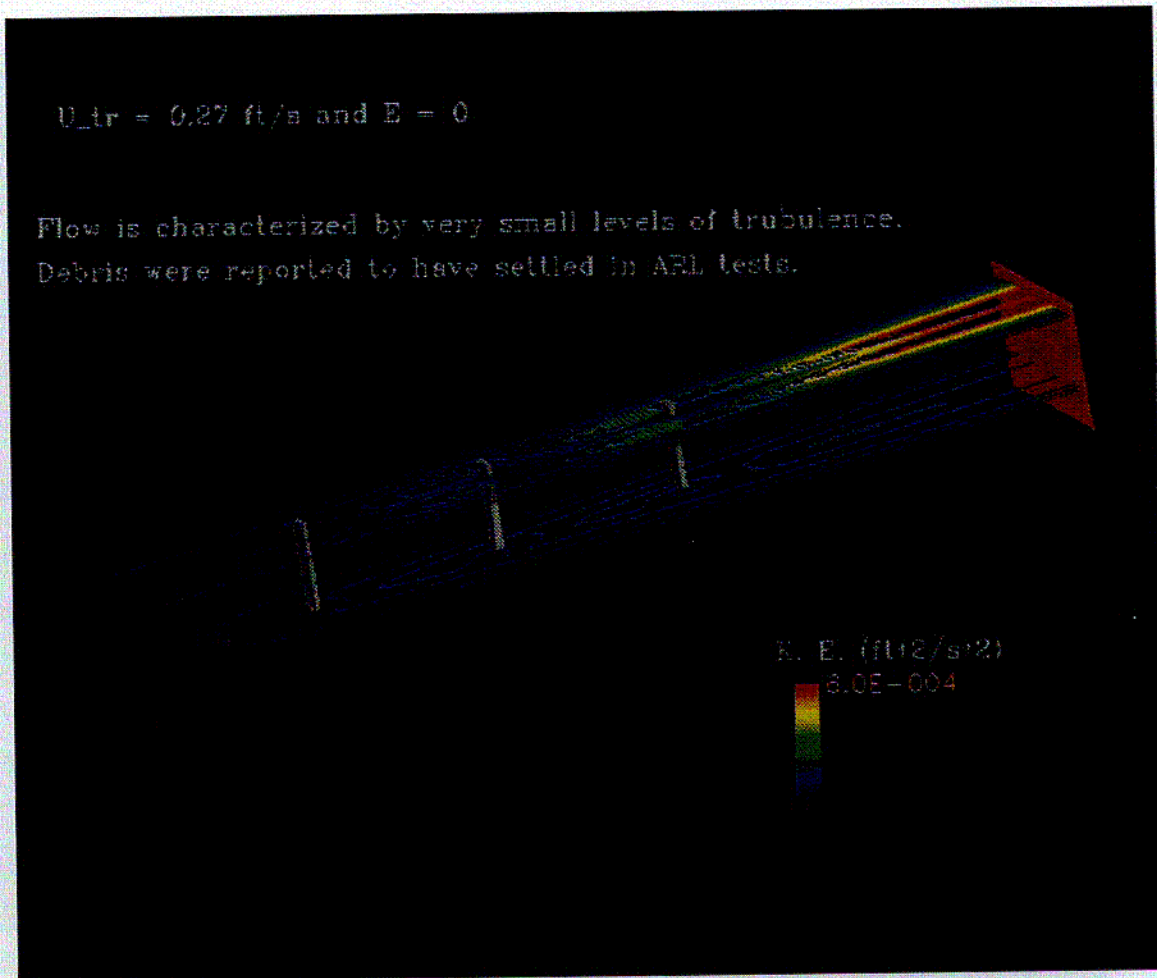 U_tr = 0.27 ft/s and E = 0
Flow is characterized by very small levels of trubulence.
Debris were reported to have settled in ARL tests.
K. E. (ft↑2/s↑2)
6.0E-004